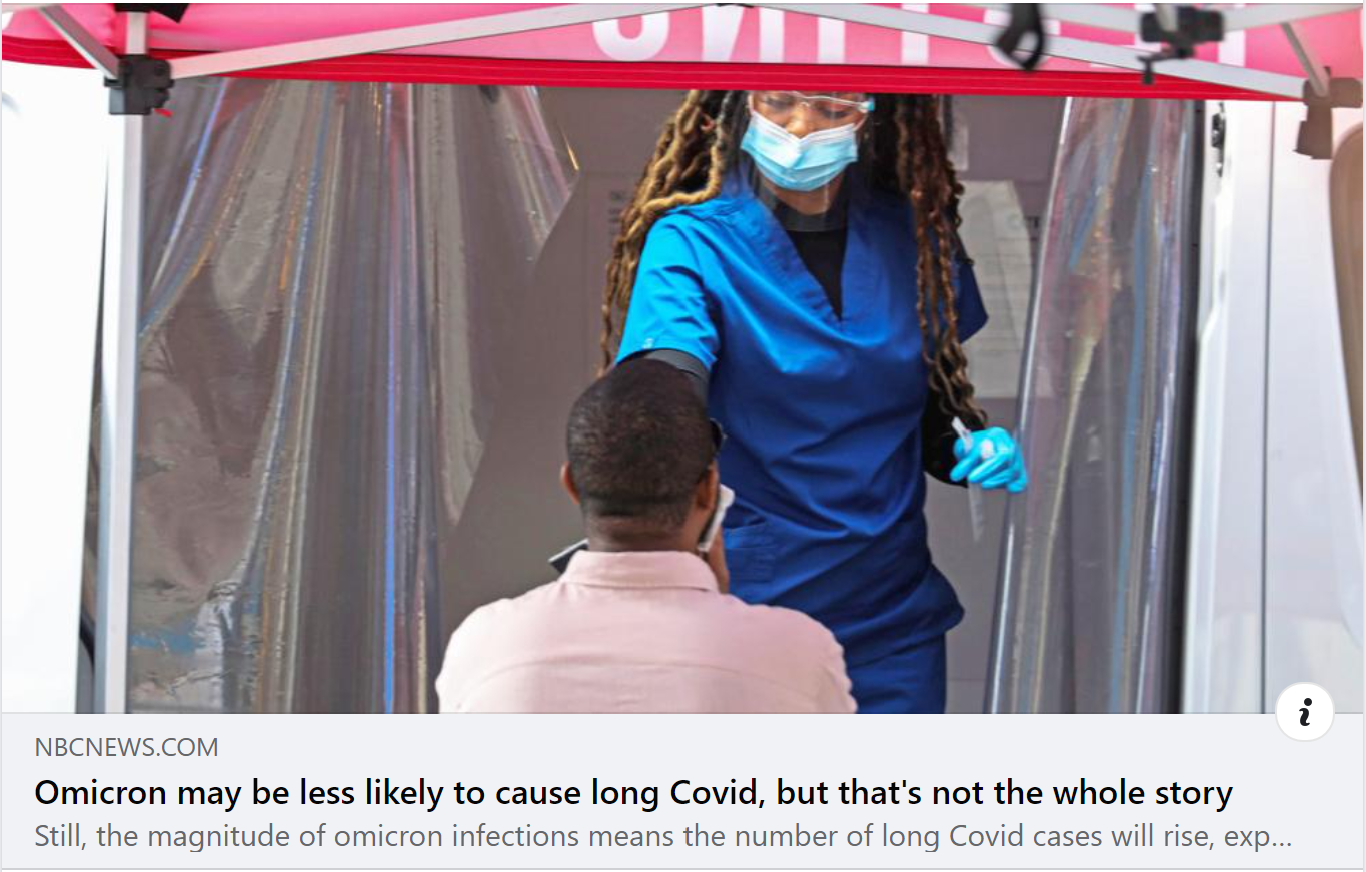 NBCNEWS.COM
Omicron may be less likely to cause long Covid, but that's not the whole story
Still, the magnitude of omicron infections means the number of long Covid cases will rise, exp...